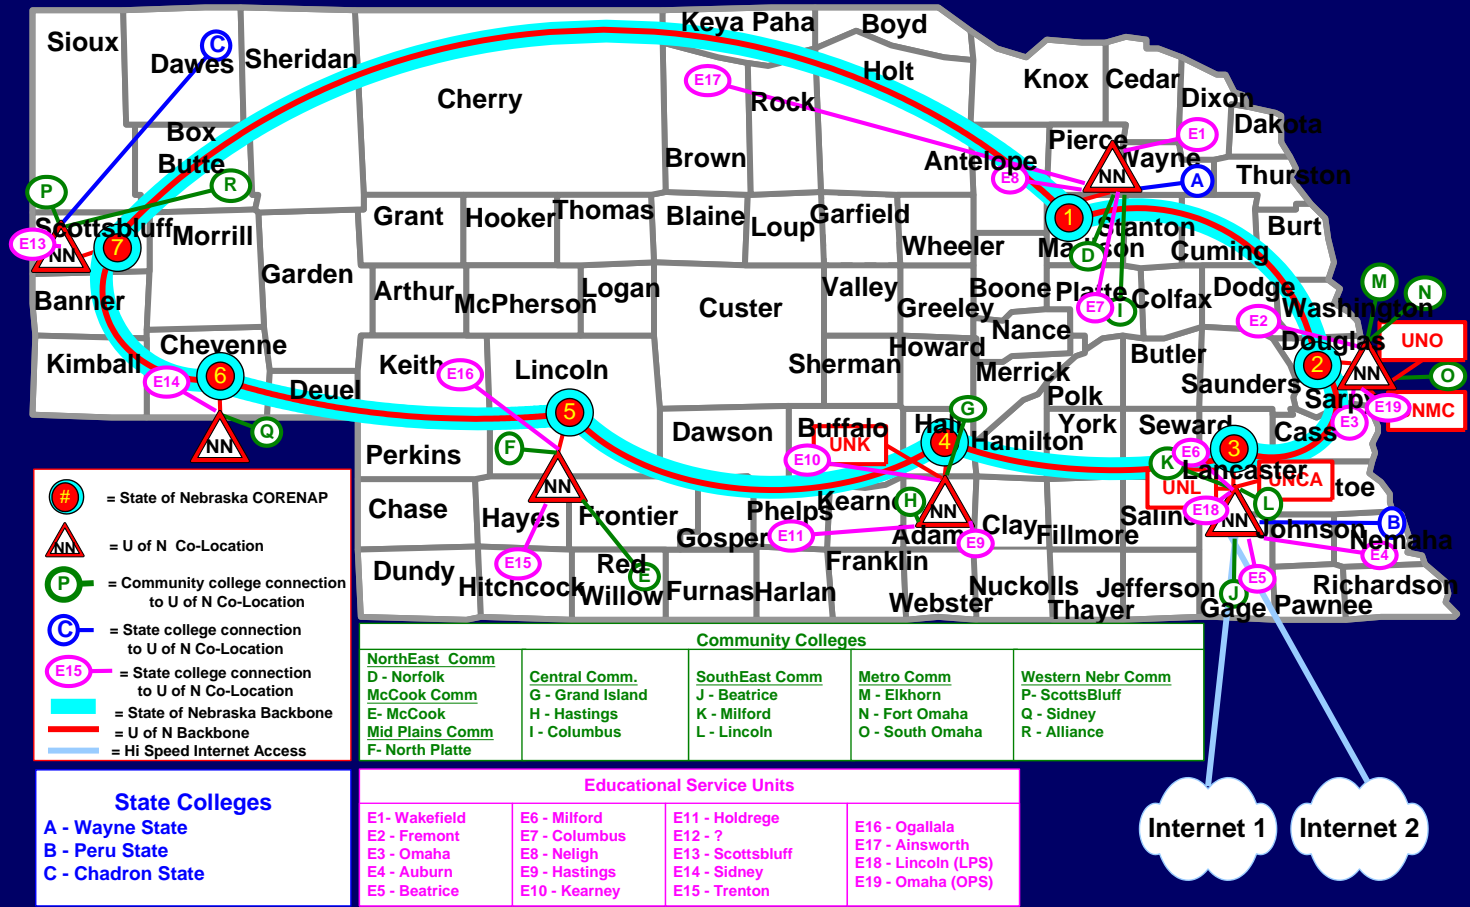 Keya Paha
Boyd
Sioux
C
Dawes
Sheridan
Holt
E17
Knox
Cedar
Cherry
Rock
Dixon
Box
Butte
E1
Dakota
Pierce
Wayne
Brown
Antelope
NN
E8
A
Thurston
P
R
Scottsbluff
Morrill
Grant
Hooker
Thomas
Blaine
Loup
Garfield
1
Stanton
Burt
E13
NN
7
Wheeler
Madison
D
Cuming
Garden
Banner
Arthur
McPherson
Logan
Custer
Valley
Greeley
Boone
Platte
E7
I
Colfax
Dodge
M
N
Washington
E2
Nance
Kimball
Cheyenne
Howard
Douglas
UNO
Keith
E16
Lincoln
Sherman
Merrick
Butler
Saunders
2
NN
O
E14
6
Deuel
Polk
Sarpy
E19
NMC
5
G
York
Seward
E3
Cass
NN
Q
Dawson
Buffalo
UNK
Hall
4
Hamilton
3
F
Perkins
E10
E6
K
Lancaster
UNL
UNCA
toe
NN
Chase
Hayes
Frontier
Phelps
Kearne
H
NN
E18
L
NN
Gosper
E11
Adam
Clay
Fillmore
Saline
Johnson
B
Nemaha
E9
E4
Dundy
Hitchcock
E15
Red
Willow
E
Furnas
Harlan
Franklin
Webster
Nuckolls
Thayer
Jefferson
J
Gage
E5
Pawnee
Richardson
# = State of Nebraska CORENAP
NN = U of N Co-Location
P = Community college connection
to U of N Co-Location
C = State college connection
to U of N Co-Location
E15 = State college connection
to U of N Co-Location
= State of Nebraska Backbone
= U of N Backbone
= Hi Speed Internet Access
Community Colleges
NorthEast Comm
D - Norfolk
McCook Comm
E- McCook
Mid Plains Comm
F- North Platte
Central Comm.
G - Grand Island
H - Hastings
I - Columbus
SouthEast Comm
J - Beatrice
K - Milford
L - Lincoln
Metro Comm
M - Elkhorn
N - Fort Omaha
O - South Omaha
Western Nebr Comm
P- ScottsBluff
Q - Sidney
R - Alliance
State Colleges
A - Wayne State
B - Peru State
C - Chadron State
Educational Service Units
E1- Wakefield
E2 - Fremont
E3 - Omaha
E4 - Auburn
E5 - Beatrice
E6 - Milford
E7 - Columbus
E8 - Neligh
E9 - Hastings
E10 - Kearney
E11 - Holdrege
E12 - ?
E13 - Scottsbluff
E14 - Sidney
E15 - Trenton
E16 - Ogallala
E17 - Ainsworth
E18 - Lincoln (LPS)
E19 - Omaha (OPS)
Internet 1
Internet 2